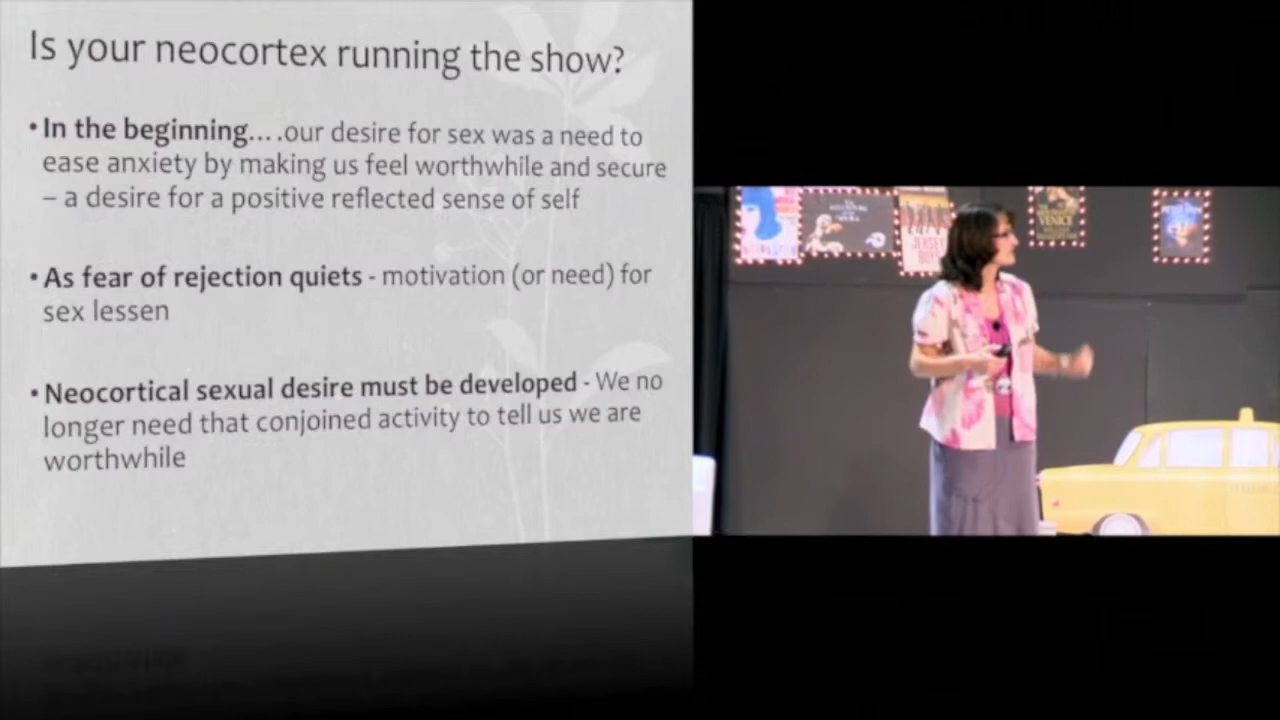 Is your neocortex running the show?
• In the beginning... .our desire for sex was a need to
ease anxiety by making us feel worthwhile and secure
– a desire for a positive reflected sense of self
• As fear of rejection quiets - motivation (or need) for
sex lessen
• Neocortical sexual desire must be developed - We no
longer need that conjoined activity to tell us we are
worthwhile
JERSEY
BOYS
VENICE